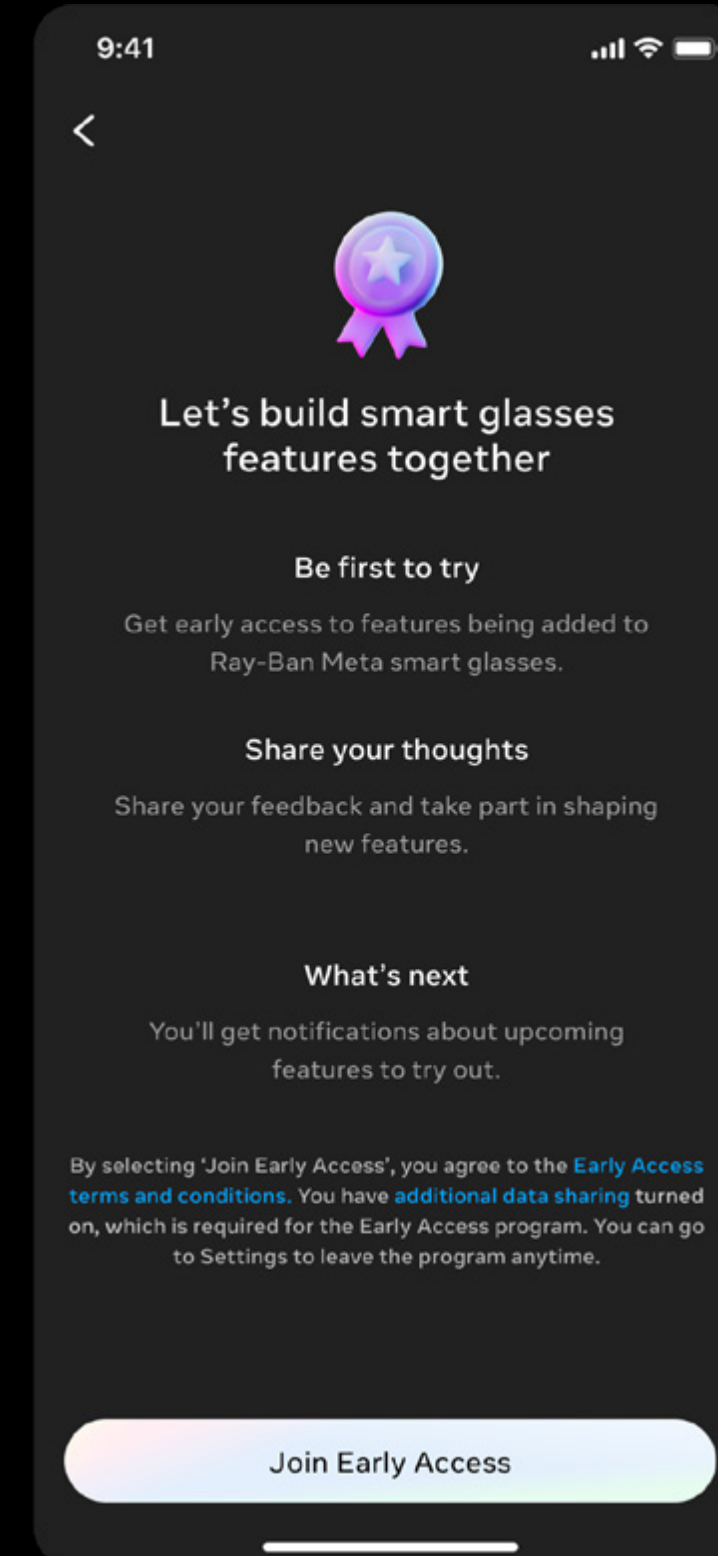 9:41
Let’s build smart glasses
features together
Be first to try
Get early access to features being added to
Ray-Ban Meta smart glasses.
Share your thoughts
Share your feedback and take part in shaping
new features.
What’s next
You’ll get notifications about upcoming
features to try out.
By selecting ‘Join Early Access’, you agree to the Early Access
terms and conditions. You have additional data sharing turned
on, which is required for the Early Access program. You can go
to Settings to leave the program anytime.
Join Early Access